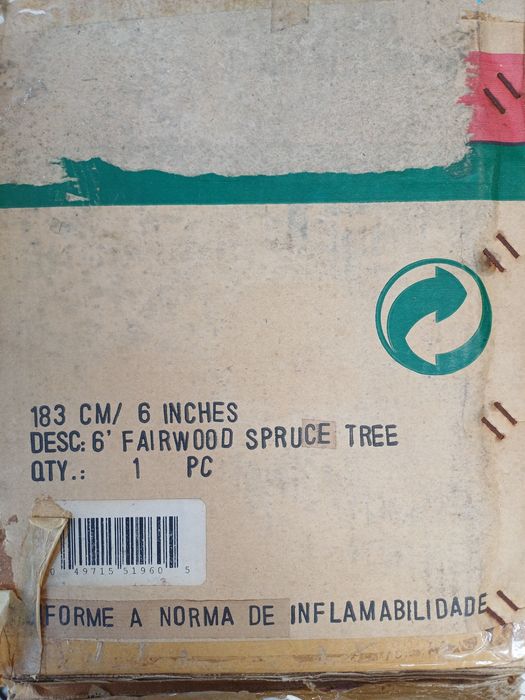 183 CM/ 6 INCHES
DESC: 6' FAIRWOOD SPRUCE TREE
QTY.: 1 PC
0 49715 51960 5
FORME A NORMA DE INFLAMABILIDADE